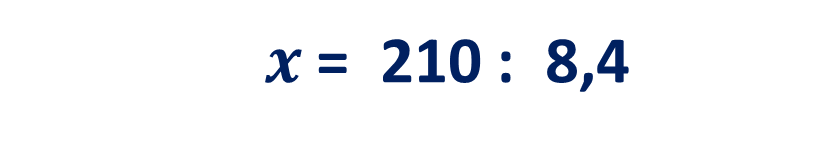 x = 210 : 8,4